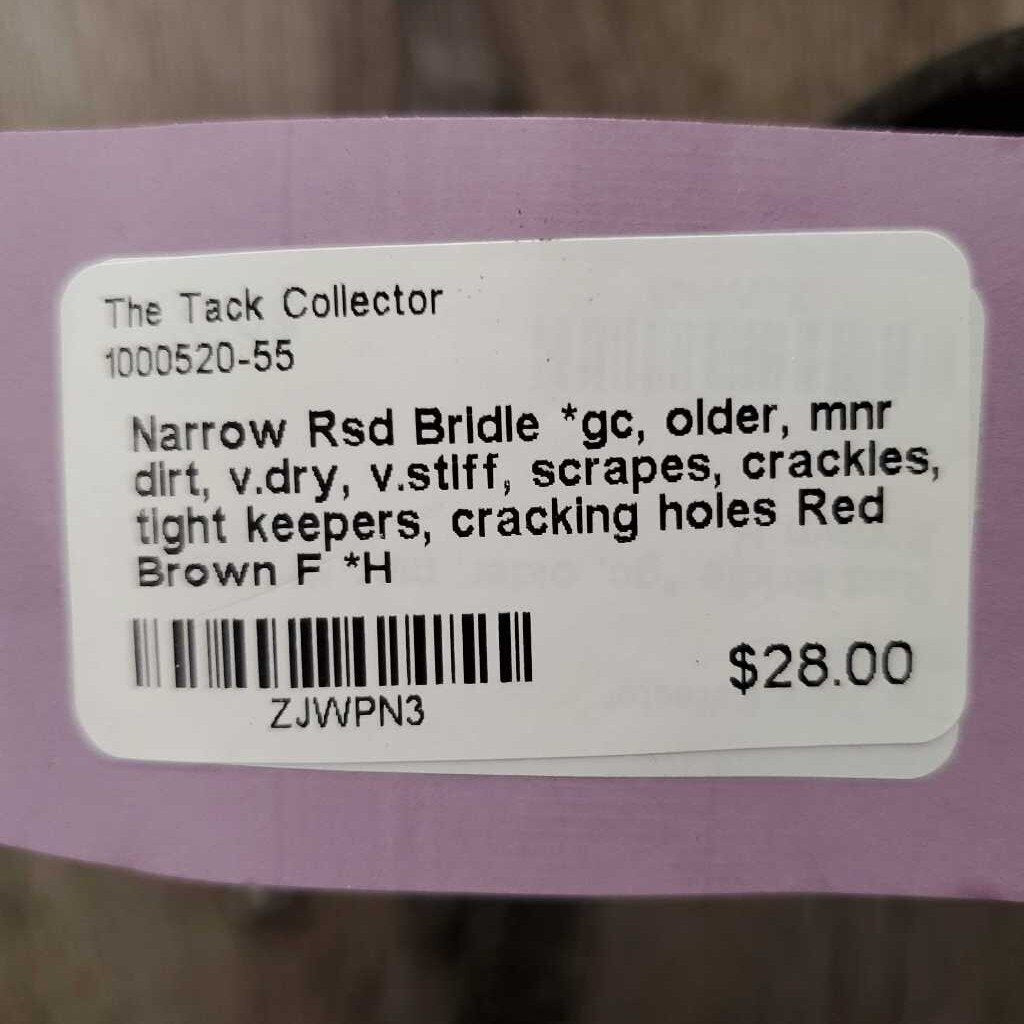 The Tack Collector
1000520-55
Narrow Rsd Bridle *gc, older, mnr
dirt, v.dry, v.stiff, scrapes, crackles,
tight keepers, cracking holes Red
Brown F *H
ZJWPN3
$28.00